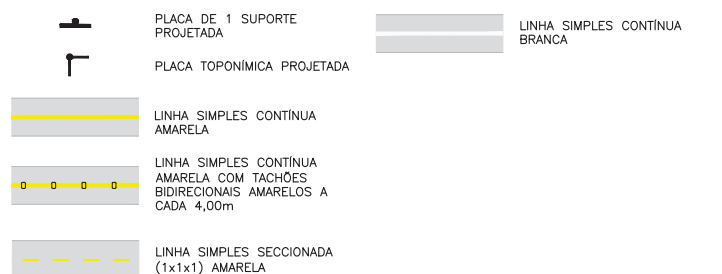 PLACA DE 1 SUPORTE
PROJETADA
PLACA TOPONÍMICA PROJETADA
LINHA SIMPLES CONTÍNUA
AMARELA
LINHA SIMPLES CONTÍNUA
AMARELA COM TACHÕES
BIDIRECIONAIS AMARELOS A
CADA 4,00m
LINHA SIMPLES SECCIONADA
(1x1x1) AMARELA
LINHA SIMPLES CONTÍNUA
BRANCA